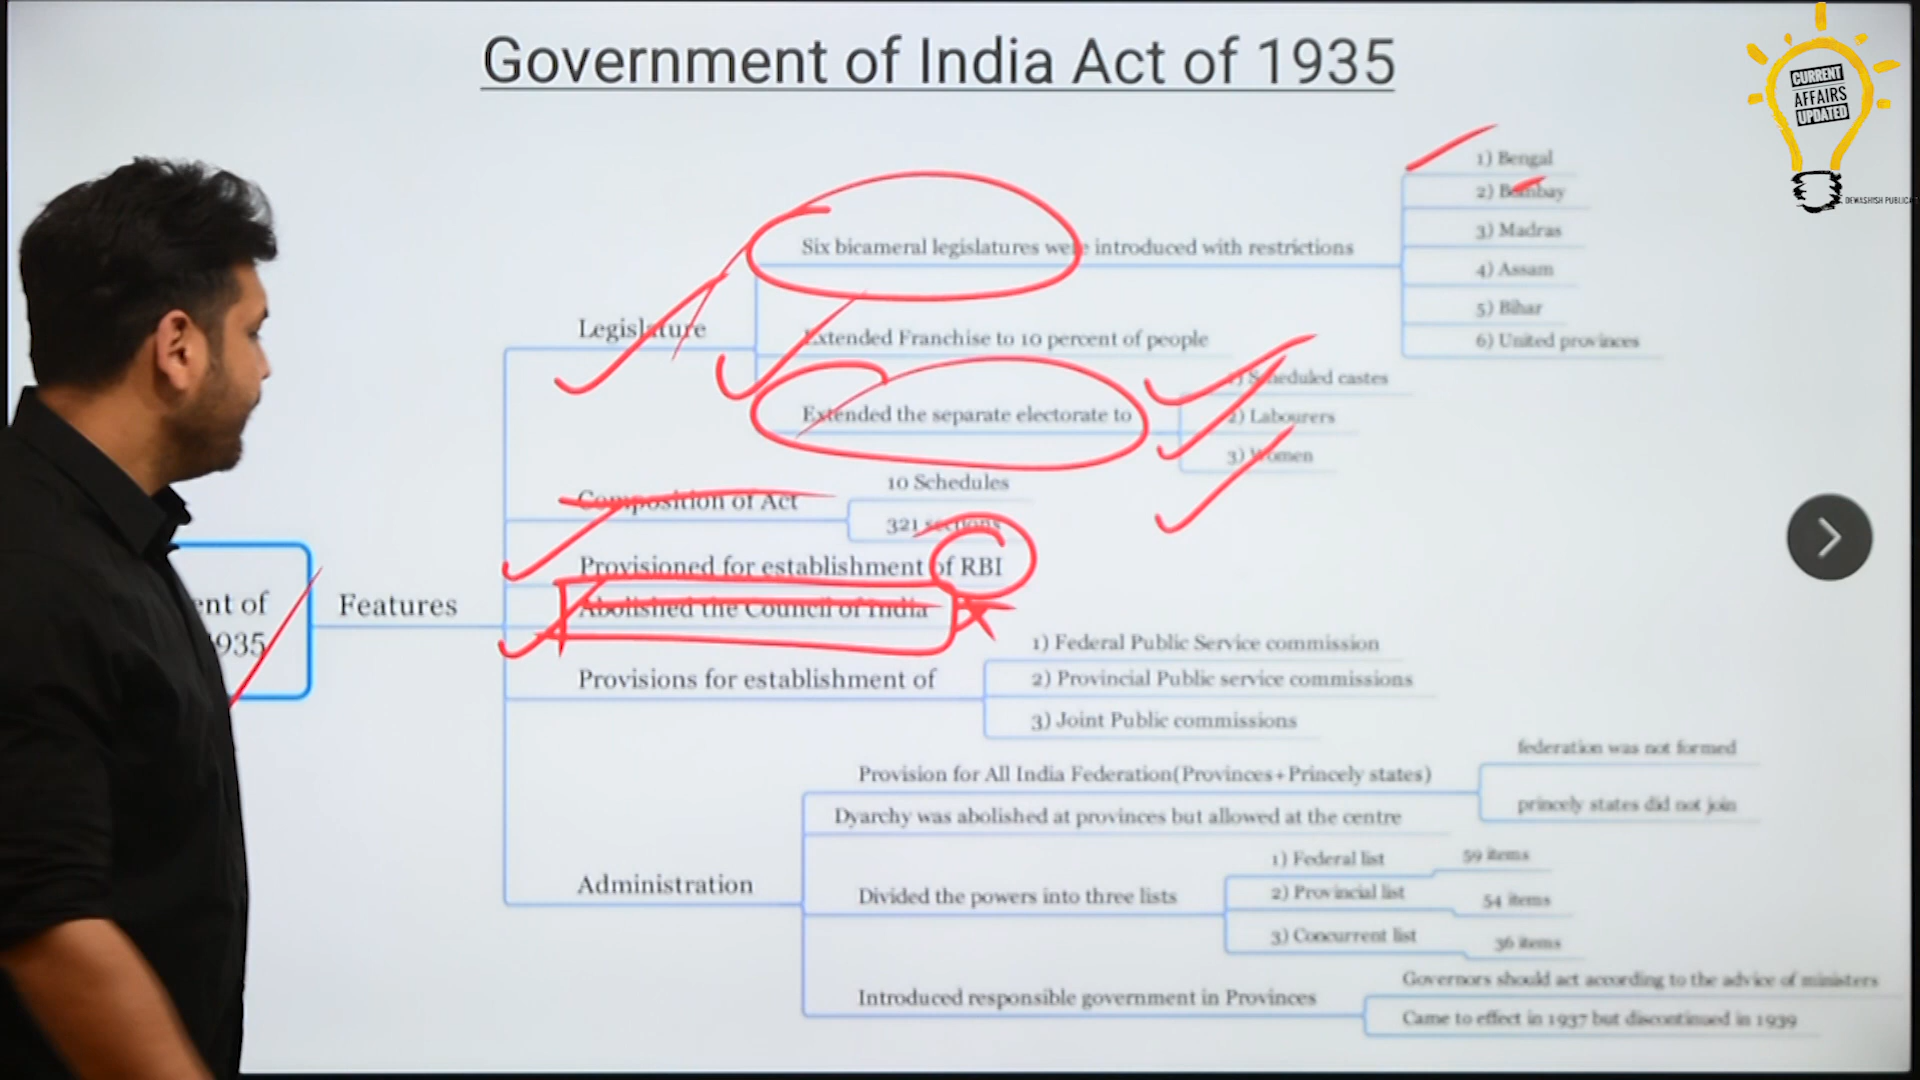 Government of India Act of 1935
CURRENT
AFFAIRS
UPDATED
DEWASHISH PUBLICA
1) Bengal
2) Bombay
3) Madras
4) Assam
5) Bihar
6) United provinces
Six bicameral legislatures were introduced with restrictions
Legislature
Extended Franchise to 10 percent of people
Extended the separate electorate to
1) Scheduled castes
2) Labourers
3) Women
Composition of Act
10 Schedules
321 sections
Provisioned for establishment of RBI
Abolished the Council of India
ent of
1935
Features
Provisions for establishment of
1) Federal Public Service commission
2) Provincial Public service commissions
3) Joint Public commissions
Administration
Provision for All India Federation(Provinces+Princely states)
federation was not formed
princely states did not join
Dyarchy was abolished at provinces but allowed at the centre
Divided the powers into three lists
1) Federal list
59 items
2) Provincial list
54 items
3) Concurrent list
36 items
Introduced responsible government in Provinces
Governors should act according to the advice of ministers
Came to effect in 1937 but discontinued in 1939